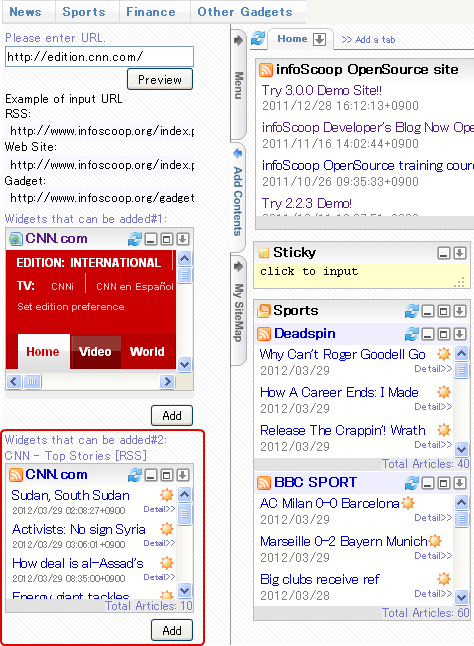 News Sports Finance Other Gadgets
Please enter URL.
http://edition.cnn.com/
Preview
Example of input URL
RSS:
http://www.infoscoop.org/index.p
Web Site:
http://www.infoscoop.org/index.p
Gadget:
http://www.infoscoop.org/gadget
Widgets that can be added#1:
CNN.com
EDITION: INTERNATIONAL
TV: CNNi CNN en Español
Set edition preference
Home Video World
Add
Widgets that can be added#2:
CNN - Top Stories [RSS]
CNN.com
Sudan, South Sudan
2012/03/29 02:08:27+0900 Detail>>
Activists: No sign Syria
2012/03/29 03:06:01+0900 Detail>>
How deal is al-Assad's
2012/03/29 08:35:00+0900 Detail>>
Energy giant tackles
Total Articles: 10
Add
Menu
Add Contents
My SiteMap
Home >> Add a tab
infoScoop OpenSource site
Try 3.0.0 Demo Site!!
2011/12/28 16:12:13+0900
infoScoop Developer's Blog Now Ope
2011/11/16 14:02:44+0900
infoScoop OpenSource training cour
2011/10/26 09:35:33+0900
Try 2.2.3 Demo!
Sticky
click to input
Sports
Deadspin
Why Can't Roger Goodell Go
2012/03/29 Detail>>
How A Career Ends: I Made
2012/03/29 Detail>>
Release The Crappin'! Wrath
2012/03/29 Detail>>
Total Articles: 40
BBC SPORT
AC Milan 0-0 Barcelona
2012/03/29 Detail>>
Marseille 0-2 Bayern Munich
2012/03/29 Detail>>
Big clubs receive ref
2012/03/28 Detail>>
Total Articles: 60